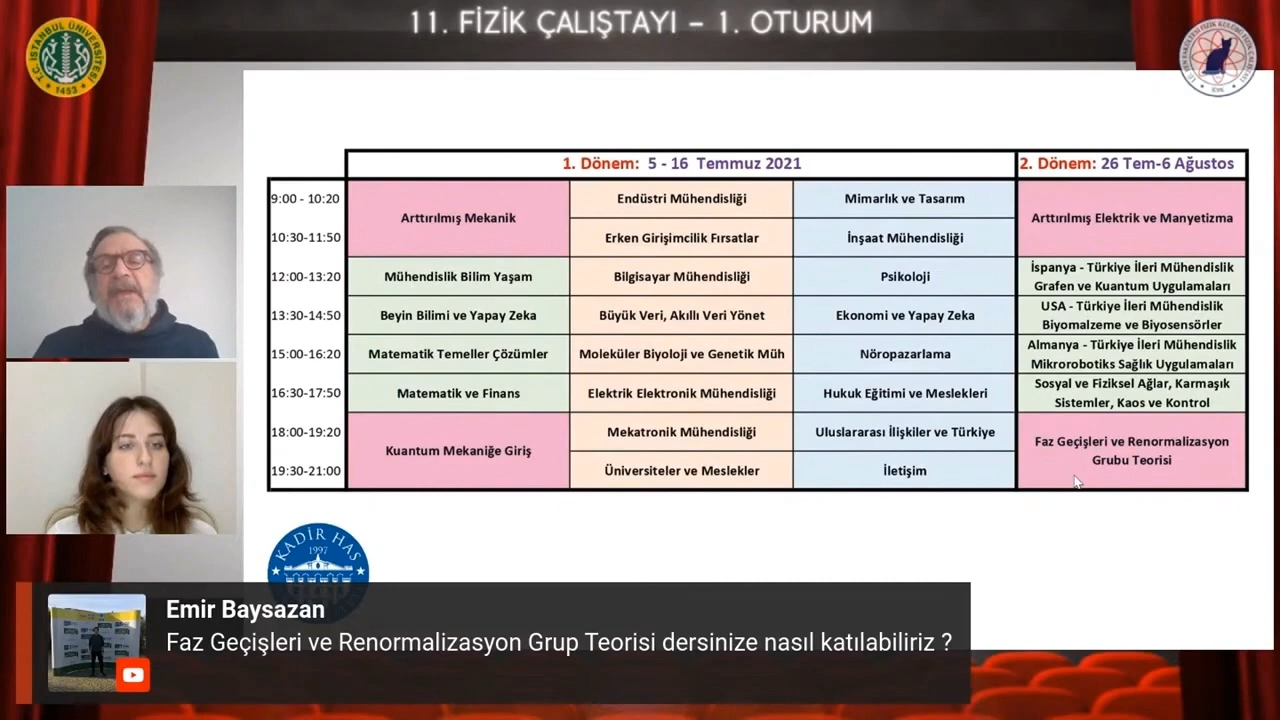 11. FİZİK ÇALIŞTAYI – 1. OTURUM
T.C. İSTANBUL ÜNİVERSİTESİ
1453
1. Dönem: 5 - 16 Temmuz 2021
2. Dönem: 26 Tem-6 Ağustos
9:00 - 10:20
Arttırılmış Mekanik
Endüstri Mühendisliği
Mimarlık ve Tasarım
Arttırılmış Elektrik ve Manyetizma
10:30-11:50
Erken Girişimcilik Fırsatlar
İnşaat Mühendisliği
12:00-13:20
Mühendislik Bilim Yaşam
Bilgisayar Mühendisliği
Psikoloji
İspanya - Türkiye İleri Mühendislik
Grafen ve Kuantum Uygulamaları
13:30-14:50
Beyin Bilimi ve Yapay Zeka
Büyük Veri, Akıllı Veri Yönet
Ekonomi ve Yapay Zeka
USA - Türkiye İleri Mühendislik
Biyomalzeme ve Biyosensörler
15:00-16:20
Matematik Temeller Çözümler
Moleküler Biyoloji ve Genetik Müh
Nöropazarlama
Almanya - Türkiye İleri Mühendislik
Mikrorobotiks Sağlık Uygulamaları
16:30-17:50
Matematik ve Finans
Elektrik Elektronik Mühendisliği
Hukuk Eğitimi ve Meslekleri
Sosyal ve Fiziksel Ağlar, Karmaşık
Sistemler, Kaos ve Kontrol
18:00-19:20
Kuantum Mekaniğe Giriş
Mekatronik Mühendisliği
Uluslararası İlişkiler ve Türkiye
Faz Geçişleri ve Renormalizasyon
Grubu Teorisi
19:30-21:00
Üniversiteler ve Meslekler
İletişim
KADİR HAS
1997
Emir Baysazan
Faz Geçişleri ve Renormalizasyon Grup Teorisi dersinize nasıl katılabiliriz ?